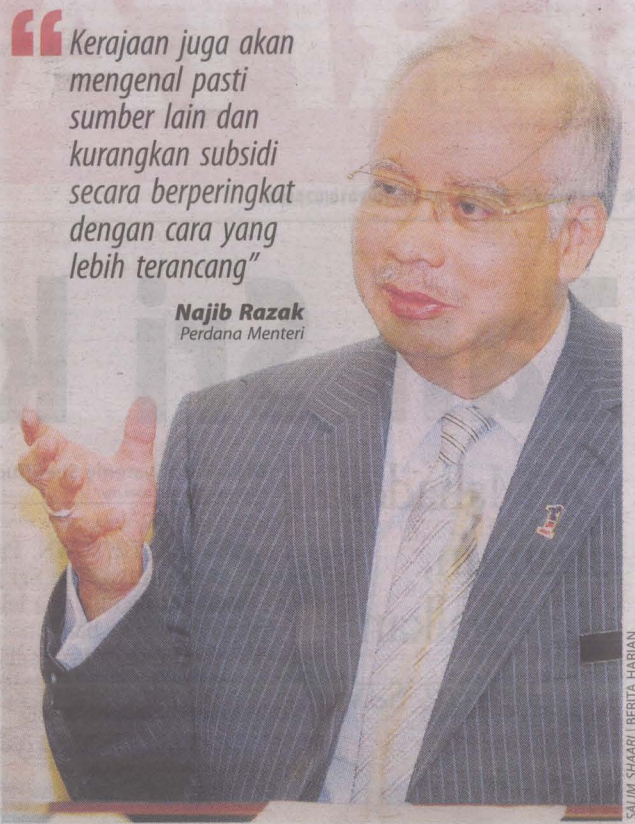 “Kerajaan juga akan
mengenal pasti
sumber lain dan
kurangkan subsidi
secara berperingkat
dengan cara yang
lebih terancang”
Najib Razak
Perdana Menteri
SALIM SHAARI | BERITA HARIAN